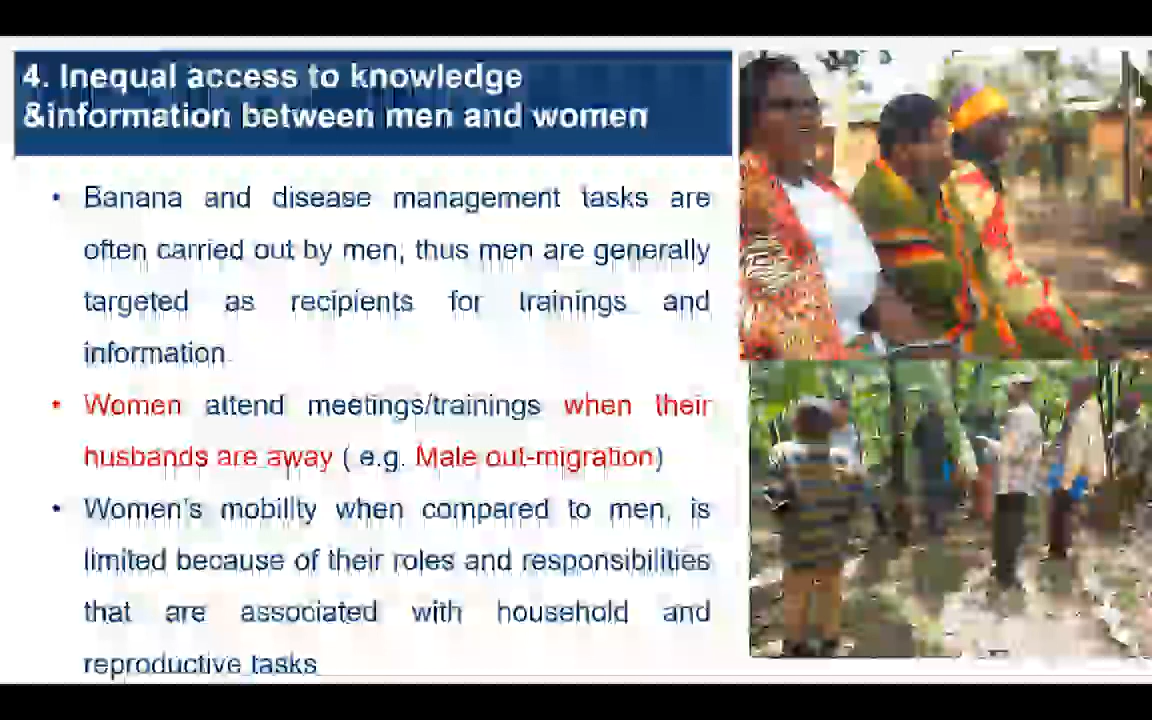 4. Inequal access to knowledge
&information between men and women
• Banana and disease management tasks are
often carried out by men; thus men are generally
targeted as recipients for trainings and
information.
• Women attend meetings/trainings when their
husbands are away ( e.g. Male out-migration)
• Women's mobility when compared to men, is
limited because of their roles and responsibilities
that are associated with household and
reproductive tasks